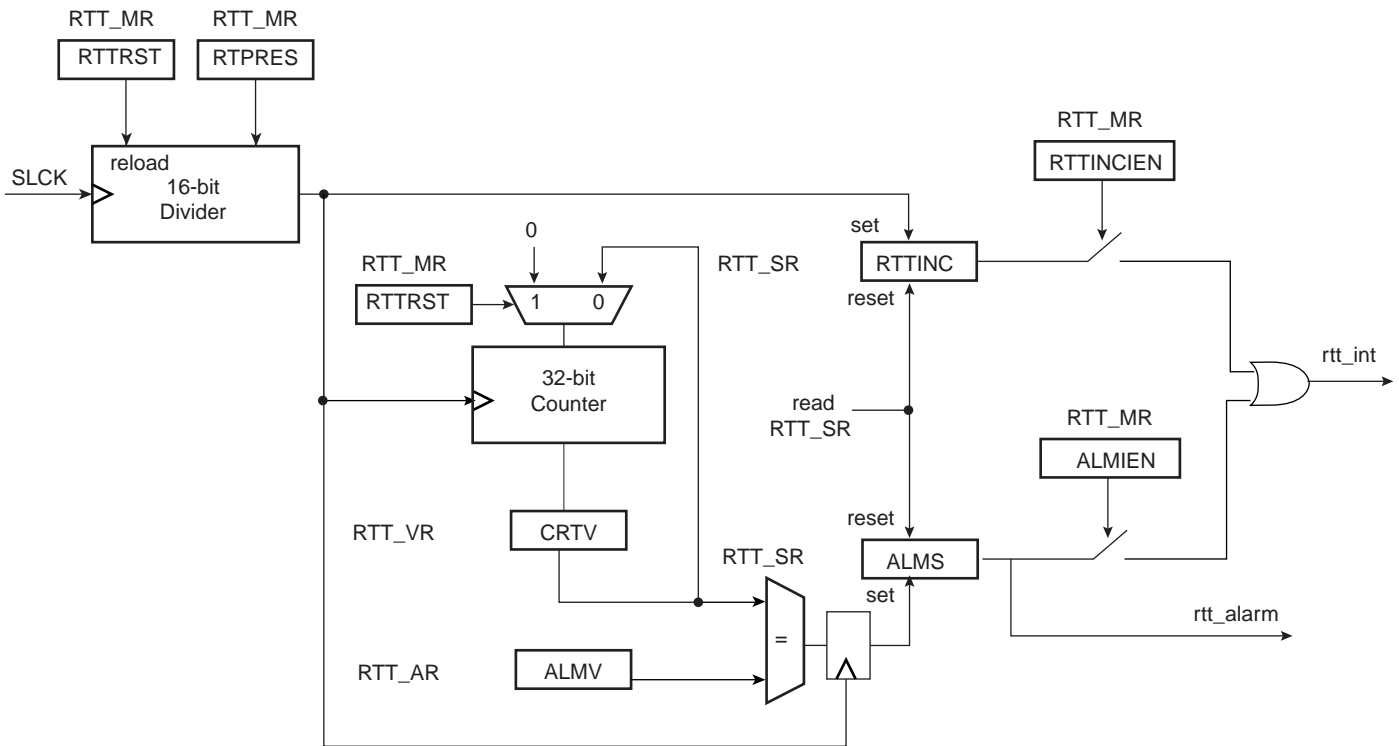 RTT_MR
RTT_MR
RTTRST
RTPRES
reload
SLCK
16-bit
Divider
RTT_MR
RTTINCIEN
0
set
RTT_MR
RTT_SR
RTTINC
RTTRST
1
0
reset
32-bit
Counter
rtt_int
read
RTT_SR
RTT_MR
ALMIEN
reset
RTT_VR
CRTV
RTT_SR
ALMS
set
rtt_alarm
=
RTT_AR
ALMV